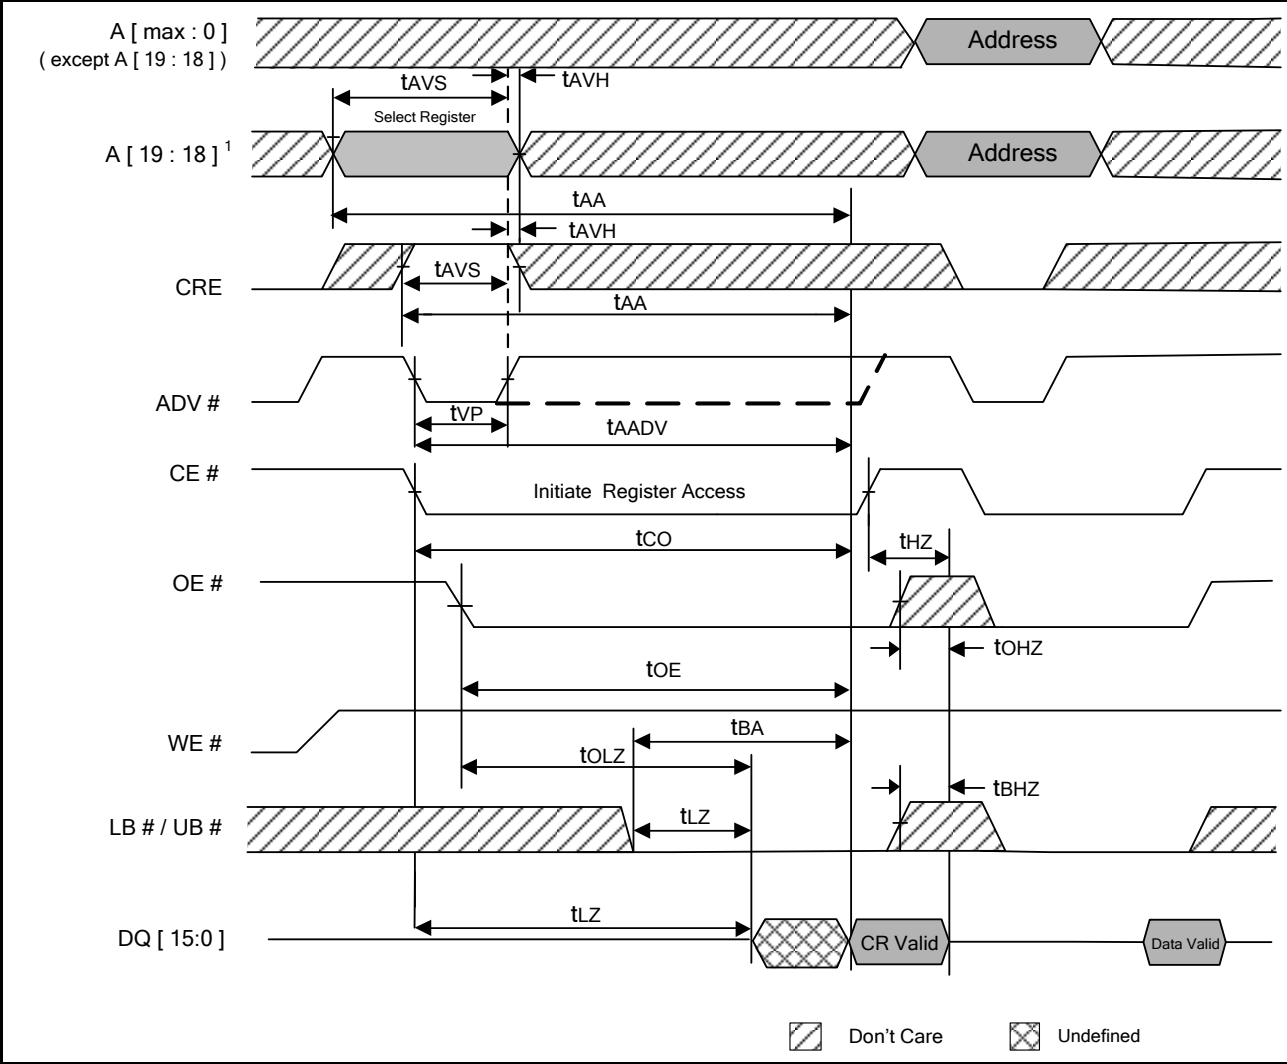 A [ max : 0 ]
( except A [ 19 : 18 ] )
Address
tAVS
tAVH
Select Register
A [ 19 : 18 ] 1
Address
tAA
tAVH
CRE
tAVS
tAA
ADV #
tVP
tAADV
CE #
Initiate Register Access
tCO
tHZ
OE #
tOHZ
tOE
WE #
tBA
tOLZ
tBHZ
LB # / UB #
tLZ
tLZ
DQ [ 15:0 ]
CR Valid
Data Valid
Don't Care
Undefined